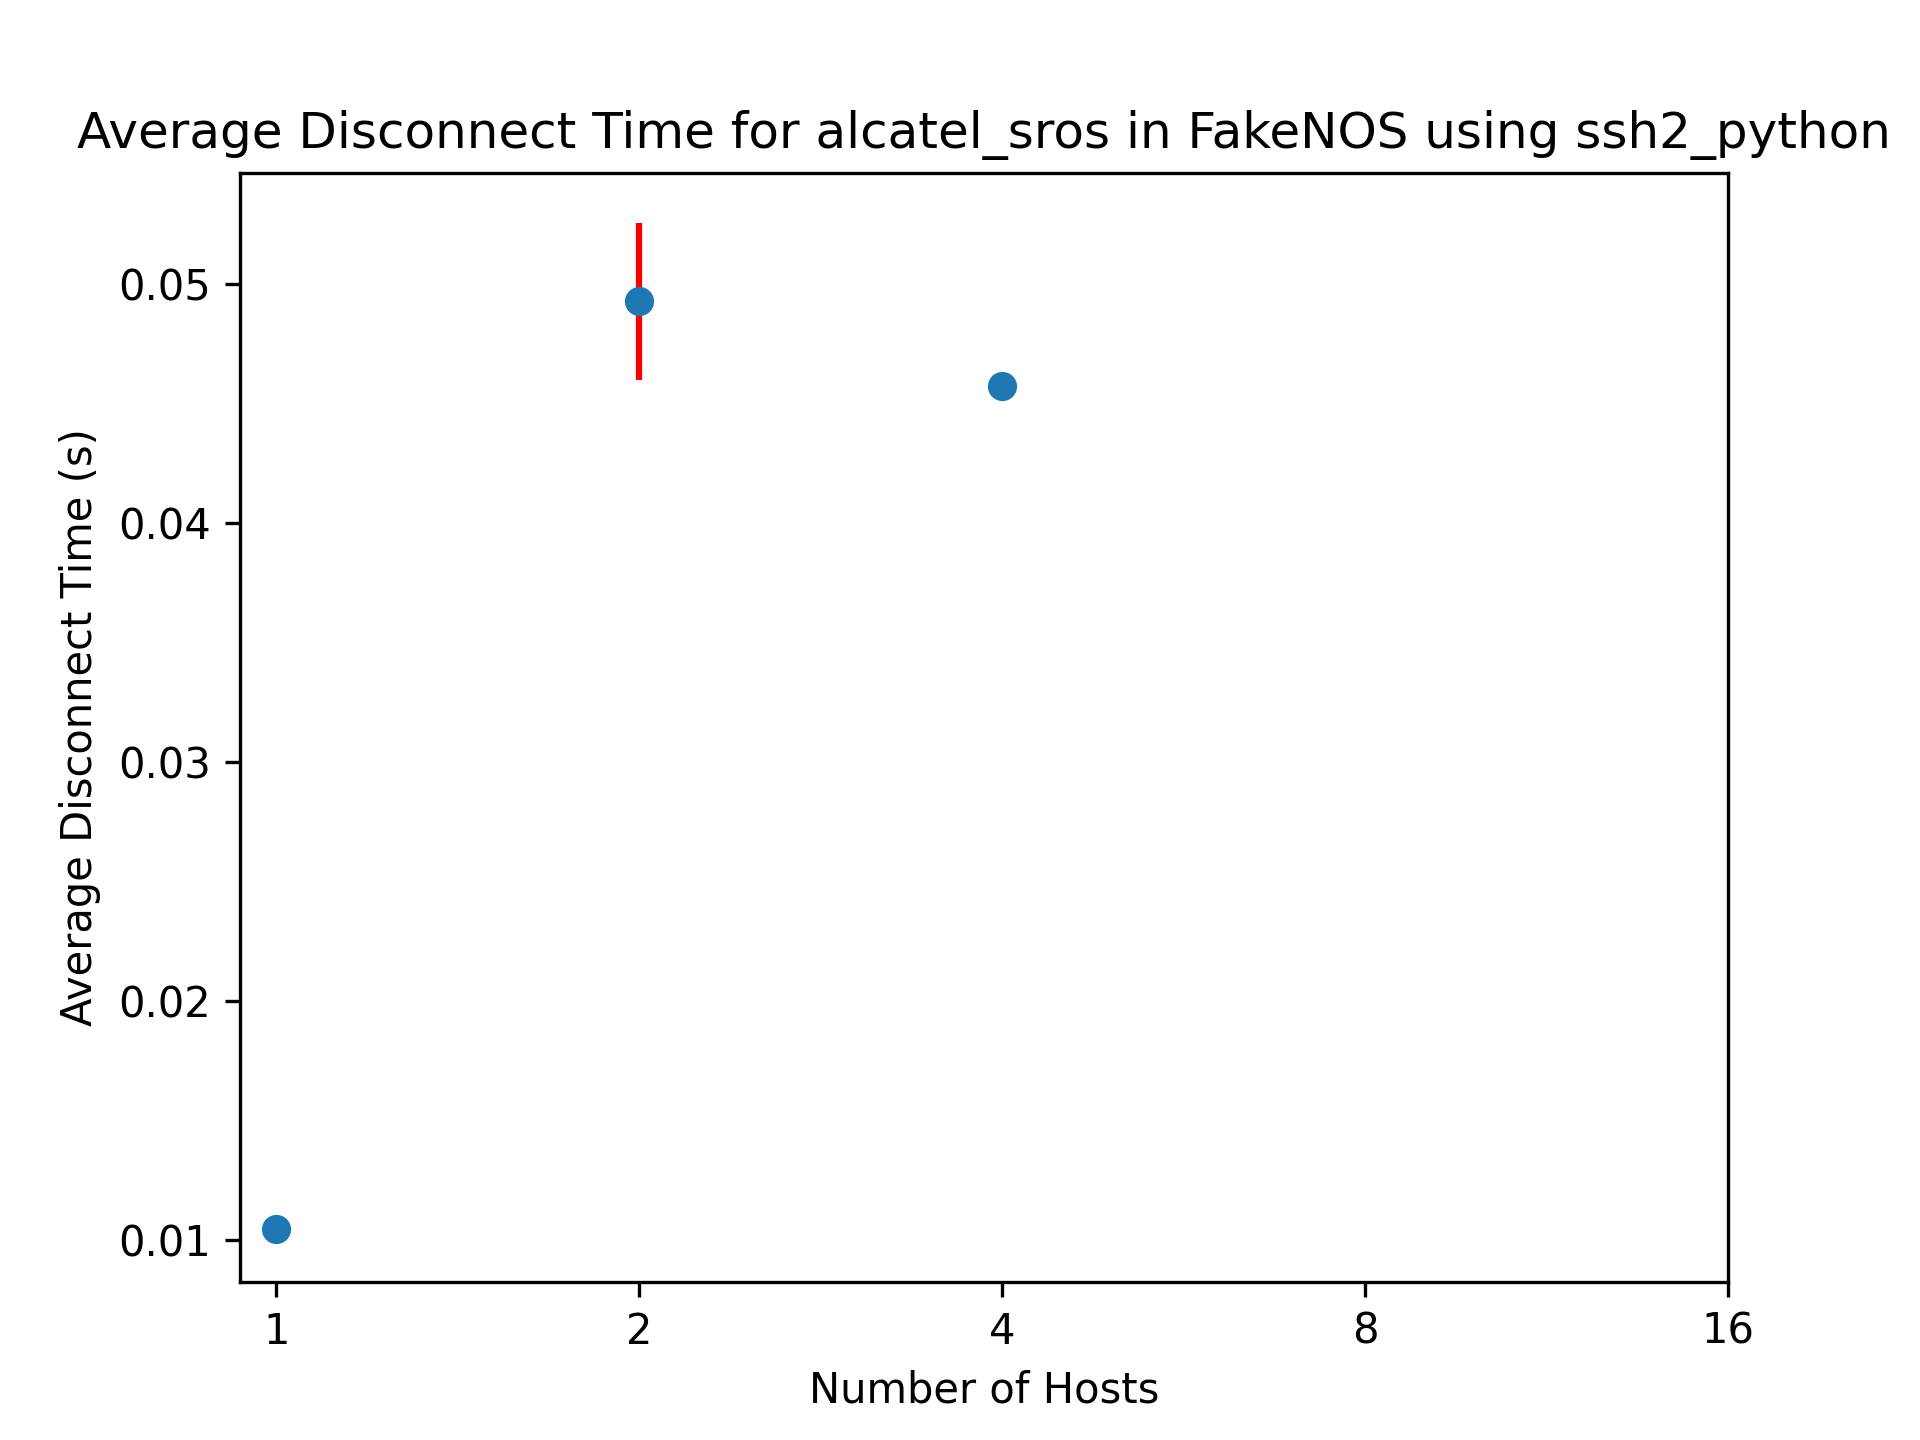 Average Disconnect Time for alcatel_sros in FakeNOS using ssh2_python
Average Disconnect Time (s)
0.05
0.04
0.03
0.02
0.01
1 2 4 8 16
Number of Hosts